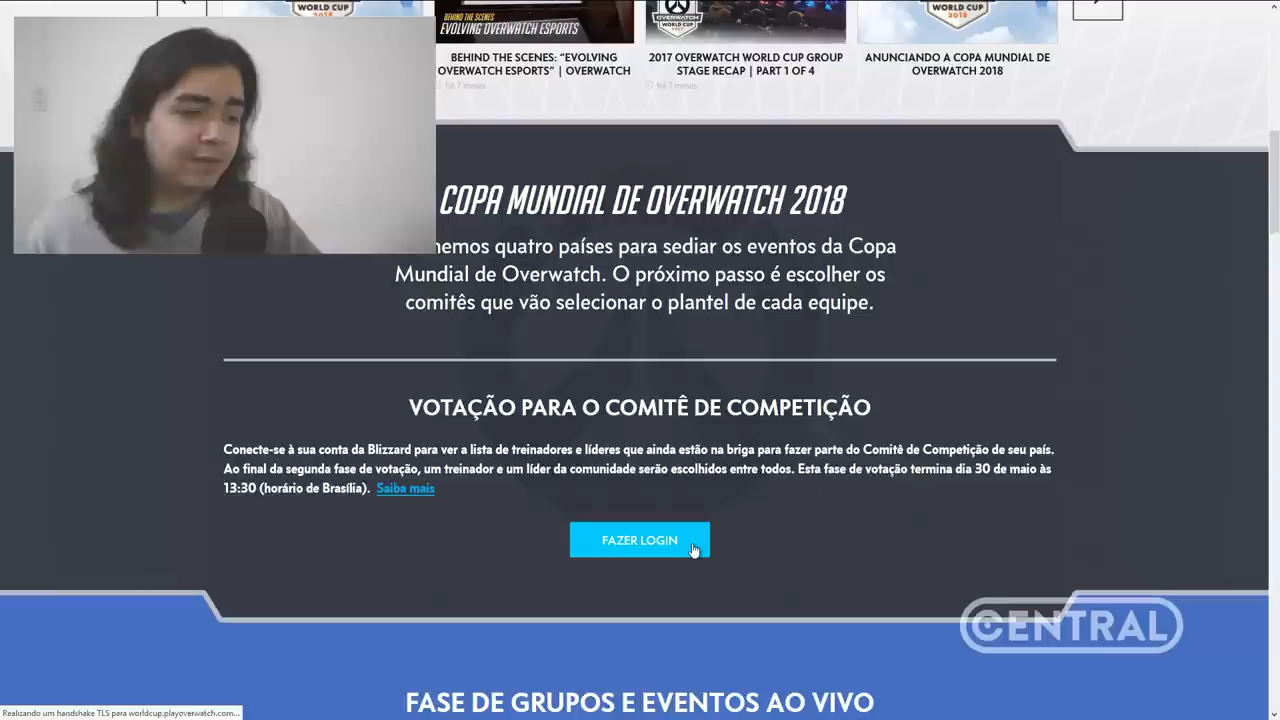 WORLD CUP
2018
BEHIND THE SCENES
EVOLVING OVERWATCH ESPORTS
OVERWATCH
WORLD CUP
WORLD CUP
2018
BEHIND THE SCENES: “EVOLVING
OVERWATCH ESPORTS” | OVERWATCH
há 7 meses
2017 OVERWATCH WORLD CUP GROUP
STAGE RECAP | PART 1 OF 4
há 7 meses
ANUNCIANDO A COPA MUNDIAL DE
OVERWATCH 2018
COPA MUNDIAL DE OVERWATCH 2018
quatro países para sediar os eventos da Copa
Mundial de Overwatch. O próximo passo é escolher os
comitês que vão selecionar o plantel de cada equipe.
VOTAÇÃO PARA O COMITÊ DE COMPETIÇÃO
Conecte-se à sua conta da Blizzard para ver a lista de treinadores e líderes que ainda estão na briga para fazer parte do Comitê de Competição de seu país.
Ao final da segunda fase de votação, um treinador e um líder da comunidade serão escolhidos entre todos. Esta fase de votação termina dia 30 de maio às
13:30 (horário de Brasília). Saiba mais
FAZER LOGIN
CENTRAL
FASE DE GRUPOS E EVENTOS AO VIVO
Realizando um handshake TLS para worldcup.playoverwatch.com...